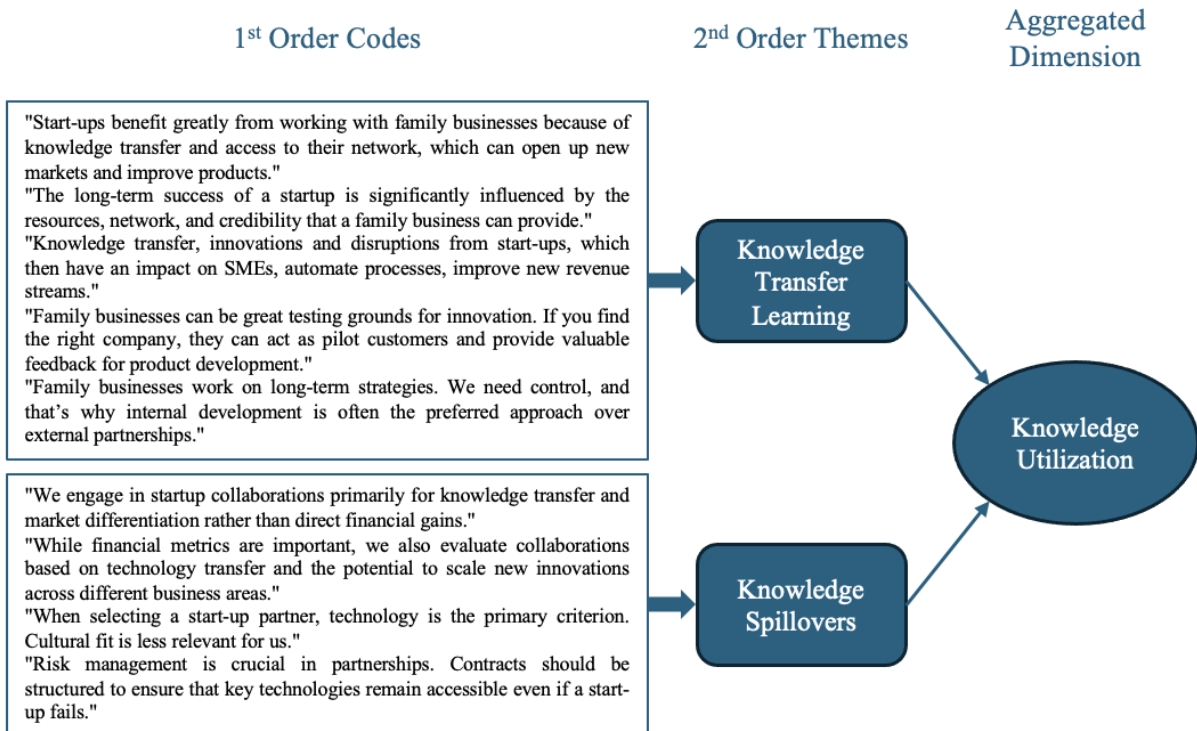 1st Order Codes
2nd Order Themes
Aggregated
Dimension
"Start-ups benefit greatly from working with family businesses because of
knowledge transfer and access to their network, which can open up new
markets and improve products."
"The long-term success of a startup is significantly influenced by the
resources, network, and credibility that a family business can provide."
"Knowledge transfer, innovations and disruptions from start-ups, which
then have an impact on SMEs, automate processes, improve new revenue
streams."
"Family businesses can be great testing grounds for innovation. If you find
the right company, they can act as pilot customers and provide valuable
feedback for product development."
"Family businesses work on long-term strategies. We need control, and
that’s why internal development is often the preferred approach over
external partnerships."
Knowledge
Transfer
Learning
"We engage in startup collaborations primarily for knowledge transfer and
market differentiation rather than direct financial gains."
"While financial metrics are important, we also evaluate collaborations
based on technology transfer and the potential to scale new innovations
across different business areas."
"When selecting a start-up partner, technology is the primary criterion.
Cultural fit is less relevant for us."
"Risk management is crucial in partnerships. Contracts should be
structured to ensure that key technologies remain accessible even if a start-
up fails."
Knowledge
Spillovers
Knowledge
Utilization